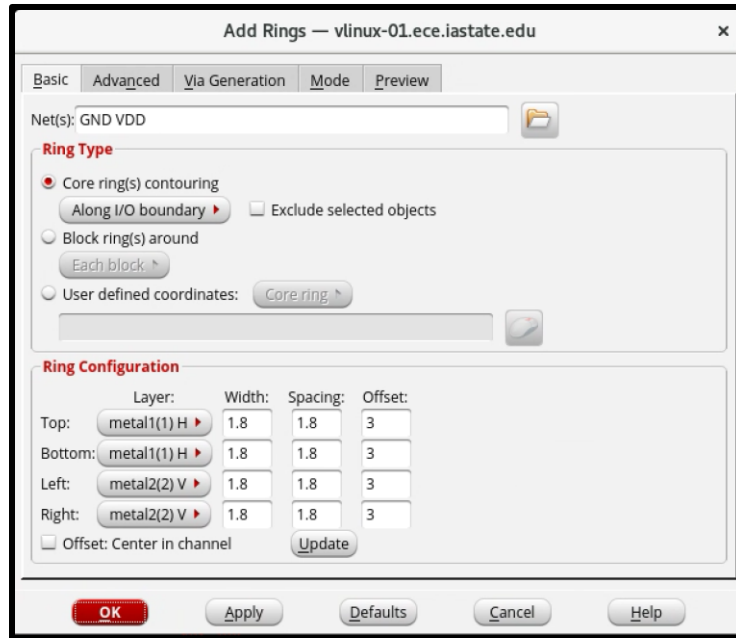 Add Rings — vlinux-01.ece.iastate.edu ×
Basic Advanced Via Generation Mode Preview
Net(s): GND VDD
Ring Type
Core ring(s) contouring
Along I/O boundary Exclude selected objects
Block ring(s) around
Each block
User defined coordinates: Core ring
Ring Configuration
Layer: Width: Spacing: Offset:
Top: metal1(1) H 1.8 1.8 3
Bottom: metal1(1) H 1.8 1.8 3
Left: metal2(2) V 1.8 1.8 3
Right: metal2(2) V 1.8 1.8 3
Offset: Center in channel Update
OK Apply Defaults Cancel Help